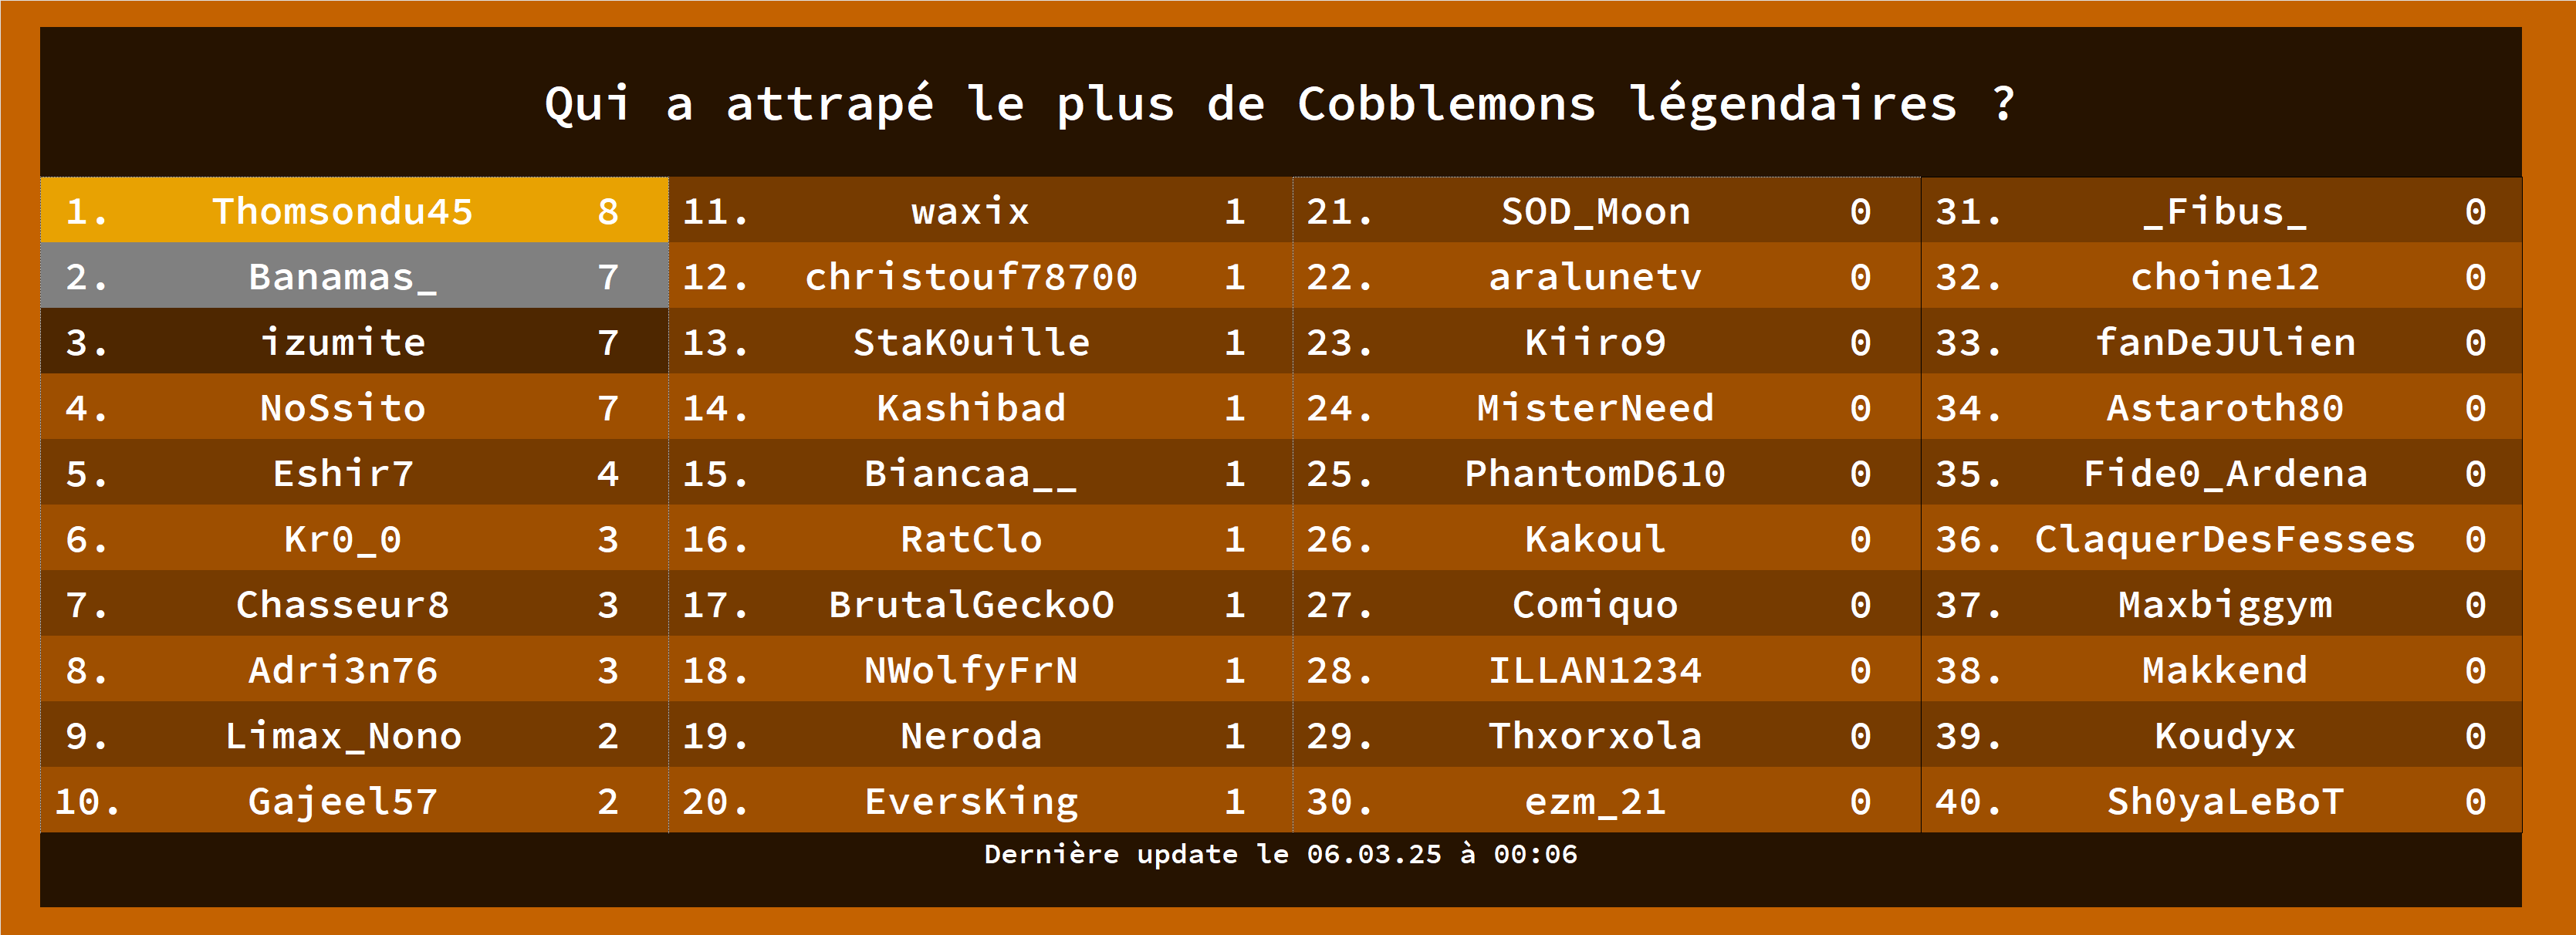 Qui a attrapé le plus de Cobblemons légendaires ?
1. Thomsondu45 8
2. Banamas_ 7
3. izumite 7
4. NoSsito 7
5. Eshir7 4
6. Kr0_0 3
7. Chasseur8 3
8. Adri3n76 3
9. Limax_Nono 2
10. Gajeel57 2
11. waxix 1
12. christouf78700 1
13. StaK0uille 1
14. Kashibad 1
15. Biancaa__ 1
16. RatClo 1
17. BrutalGeckoO 1
18. NWolfyFrN 1
19. Neroda 1
20. EversKing 1
21. SOD_Moon 0
22. aralunetv 0
23. Kiiro9 0
24. MisterNeed 0
25. PhantomD610 0
26. Kakoul 0
27. Comiquo 0
28. ILLAN1234 0
29. Thxorxola 0
30. ezm_21 0
31. _Fibus_ 0
32. choine12 0
33. fanDeJUlien 0
34. Astaroth80 0
35. Fide0_Ardena 0
36. ClaquerDesFesses 0
37. Maxbiggym 0
38. Makkend 0
39. Koudyx 0
40. Sh0yaLeBoT 0
Dernière update le 06.03.25 à 00:06